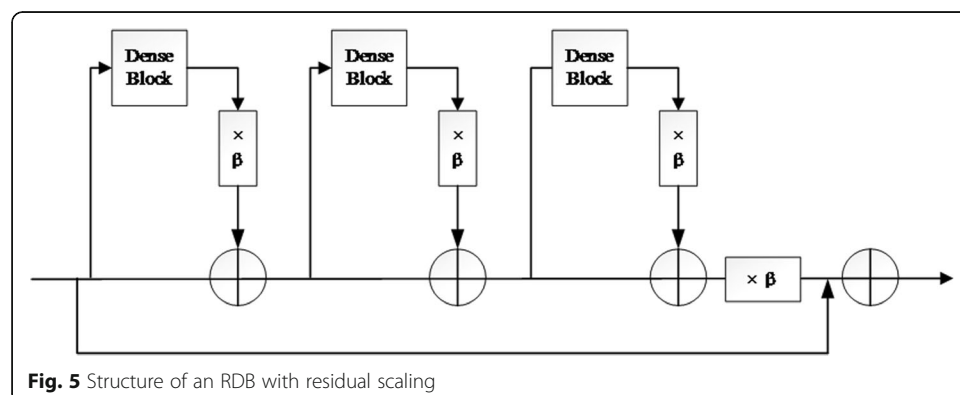 Dense
Block
Dense
Block
Dense
Block
×
β
×
β
×
β
× β
Fig. 5 Structure of an RDB with residual scaling